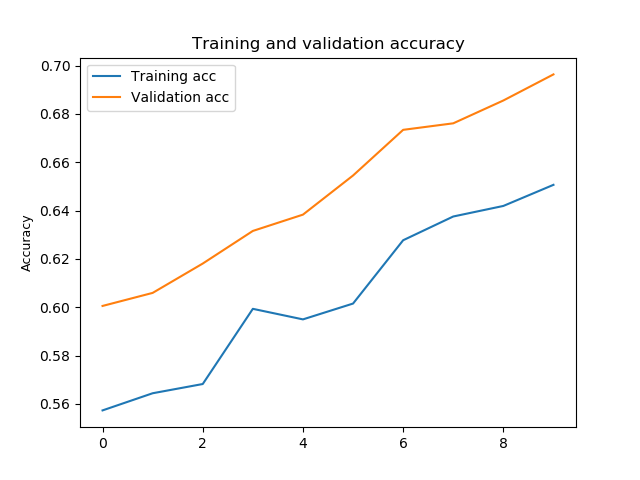 Training and validation accuracy
Training acc
Validation acc
0.70
0.68
0.66
0.64
0.62
0.60
0.58
0.56
Accuracy
0 2 4 6 8